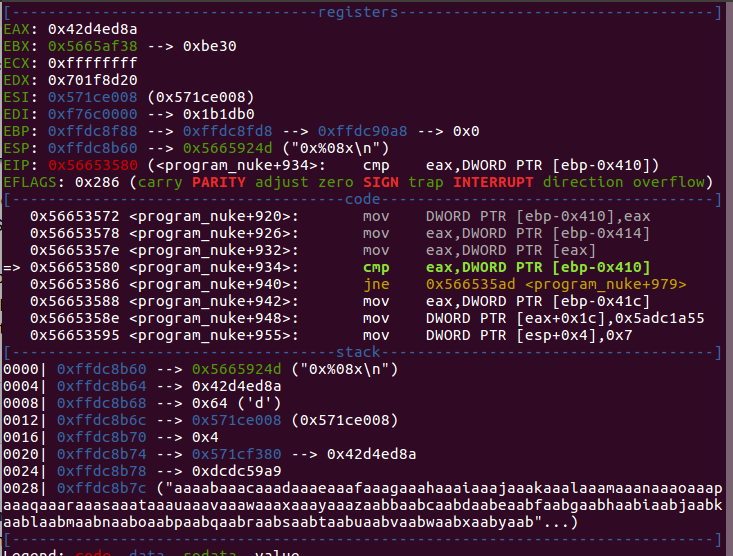 [----------------------------------registers-----------------------------------]
EAX: 0x42d4ed8a
EBX: 0x5665af38 --> 0xbe30
ECX: 0xffffffff
EDX: 0x701f8d20
ESI: 0x571ce008 (0x571ce008)
EDI: 0xf76c0000 --> 0x1b1db0
EBP: 0xffdc8f88 --> 0xffdc8fd8 --> 0xffdc90a8 --> 0x0
ESP: 0xffdc8b60 --> 0x5665924d ("0x%08x\n")
EIP: 0x56653580 (<program_nuke+934>: cmp eax,DWORD PTR [ebp-0x410])
EFLAGS: 0x286 (carry PARITY adjust zero SIGN trap INTERRUPT direction overflow)
[-------------------------------------code-------------------------------------]
0x56653572 <program_nuke+920>: mov DWORD PTR [ebp-0x410],eax
0x56653578 <program_nuke+926>: mov eax,DWORD PTR [ebp-0x414]
0x5665357e <program_nuke+932>: mov eax,DWORD PTR [eax]
=> 0x56653580 <program_nuke+934>: cmp eax,DWORD PTR [ebp-0x410]
0x56653586 <program_nuke+940>: jne 0x566535ad <program_nuke+979>
0x56653588 <program_nuke+942>: mov eax,DWORD PTR [ebp-0x41c]
0x5665358e <program_nuke+948>: mov DWORD PTR [eax+0x1c],0x5adc1a55
0x56653595 <program_nuke+955>: mov DWORD PTR [esp+0x4],0x7
[------------------------------------stack-------------------------------------]
0000| 0xffdc8b60 --> 0x5665924d ("0x%08x\n")
0004| 0xffdc8b64 --> 0x42d4ed8a
0008| 0xffdc8b68 --> 0x64 ('d')
0012| 0xffdc8b6c --> 0x571ce008 (0x571ce008)
0016| 0xffdc8b70 --> 0x4
0020| 0xffdc8b74 --> 0x571cf380 --> 0x42d4ed8a
0024| 0xffdc8b78 --> 0xdcdc59a9
0028| 0xffdc8b7c ("aaaabaaacaaadaaaeaaafaaagaaahaaaiaaajaaakaaalaaamaaanaaaoaaap
aaaqaaaraaasaaataaauaaavaaawaaaxaaayaaazaabbaabcaabdaabeaabfaabgaabhaabiaabjaabk
aablaabmaabnaaboaabpaabqaabraabsaabtaabuaabvaabwaabxaabyaab"...)
[------------------------------------------------------------------------------]
Legend: code, data, rodata, value